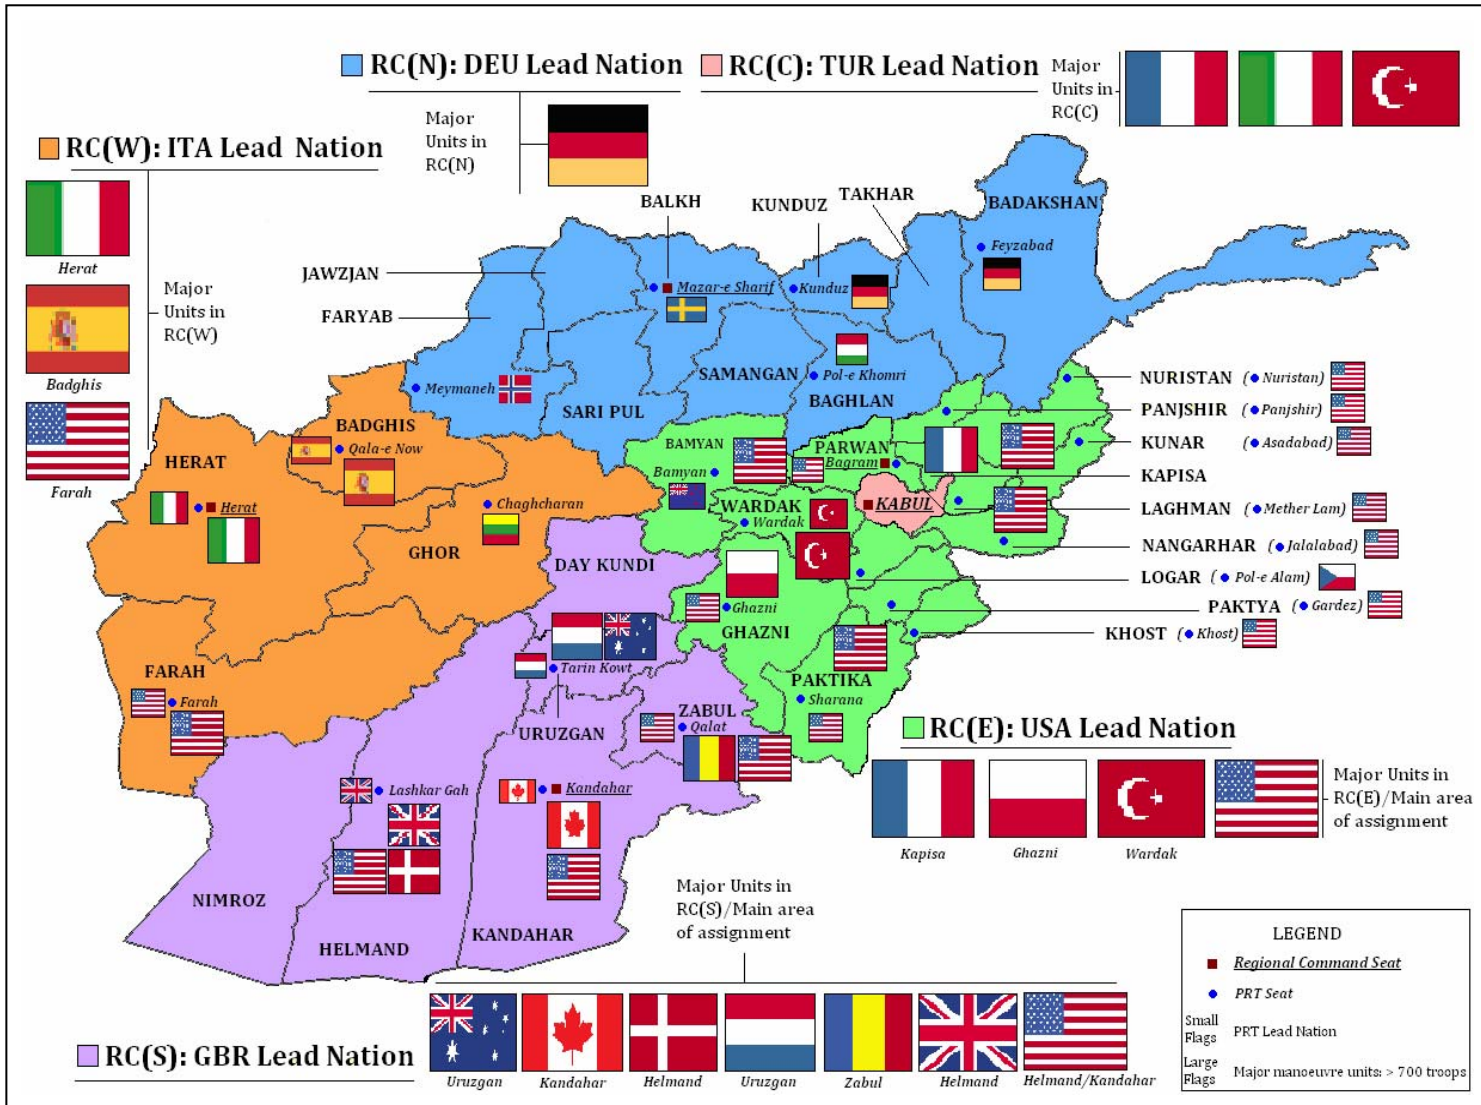 RC(N): DEU Lead Nation
RC(C): TUR Lead Nation
Major
Units in
RC(C)
Major
Units in
RC(N)
RC(W): ITA Lead Nation
Herat
Badghis
Farah
Major
Units in
RC(W)
BALKH
KUNDUZ
TAKHAR
BADAKSHAN
JAWZJAN
FARYAB
Feyzabad
Mazar-e Sharif
Kunduz
Meymaneh
SARI PUL
SAMANGAN
Pol-e Khomri
BAGHLAN
NURISTAN (Nuristan)
PANJSHIR (Panjshir)
KUNAR (Asadabad)
KAPISA
LAGHMAN (Mether Lam)
NANGARHAR (Jalalabad)
LOGAR (Pol-e Alam)
PAKTYA (Gardez)
KHOST (Khost)
BADGHIS
Qala-e Now
HERAT
Herat
Chaghcharan
GHOR
FARAH
Farah
BAMYAN
Bamyan
PARWAN
Bagram
KABUL
WARDAK
Wardak
Ghazni
GHAZNI
PAKTIKA
Sharana
DAY KUNDI
Tarin Kowt
URUZGAN
ZABUL
Qalat
Lashkar Gah
Kandahar
NIMROZ
HELMAND
KANDAHAR
RC(E): USA Lead Nation
Kapisa
Ghazni
Wardak
Major Units in
RC(E)/Main area
of assignment
Major Units in
RC(S)/Main area
of assignment
RC(S): GBR Lead Nation
Uruzgan
Kandahar
Helmand
Uruzgan
Zabul
Helmand
Helmand/Kandahar
LEGEND
Regional Command Seat
PRT Seat
Small
Flags
PRT Lead Nation
Large
Flags
Major manoeuvre units: > 700 troops